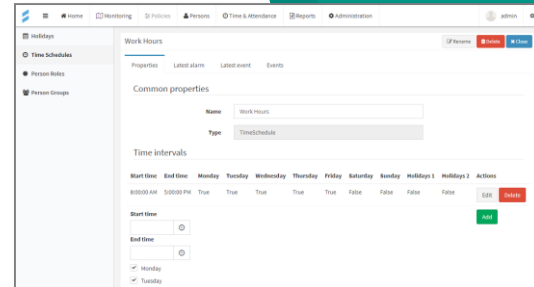 Home Monitoring Policies Persons Time & Attendance Reports Administration admin
Holidays
Time Schedules
Person Roles
Person Groups
Work Hours
Rename Delete Close
Properties Latest alarm Latest event Events
Common properties
Name Work Hours
Type TimeSchedule
Time intervals
Start time End time Monday Tuesday Wednesday Thursday Friday Saturday Sunday Holidays 1 Holidays 2 Actions
8:00:00 AM 5:00:00 PM True True True True True False False False False Edit Delete
Start time
Add
End time
Monday
Tuesday